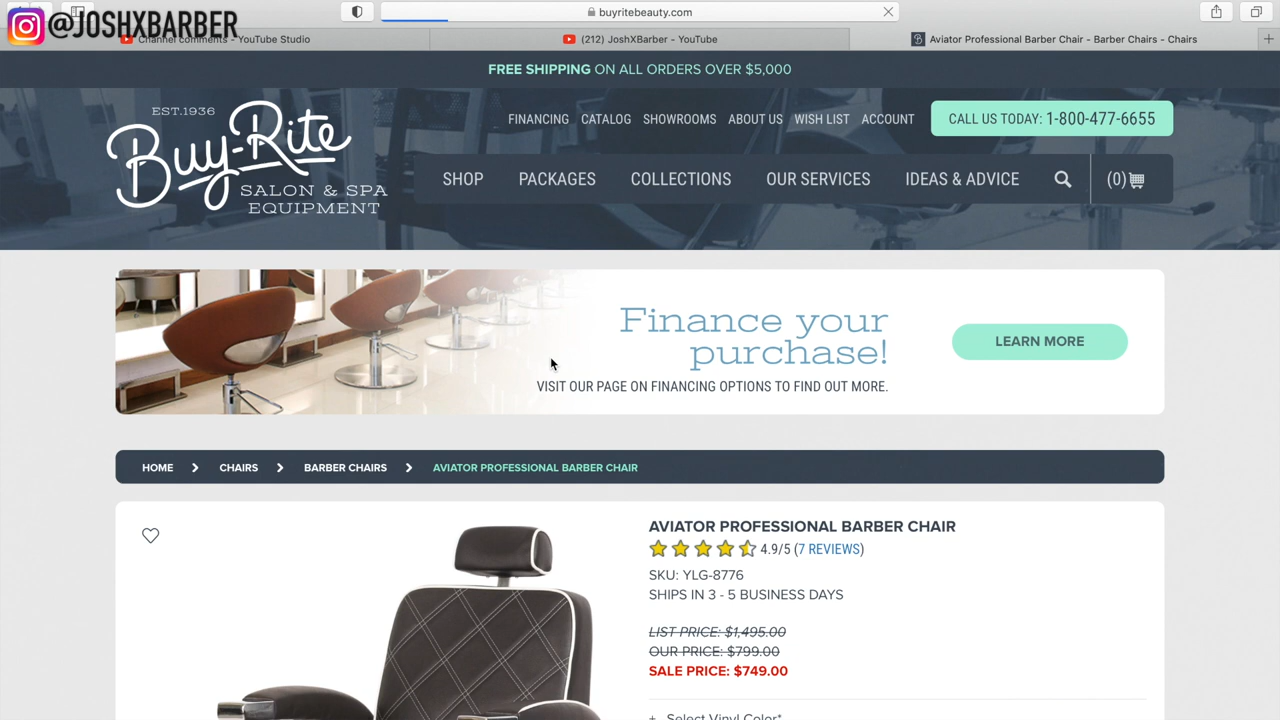 @JOSHXBARBER
buyritebeauty.com
Channel comments - YouTube Studio
(212) JoshXBarber - YouTube
Aviator Professional Barber Chair - Barber Chairs - Chairs
FREE SHIPPING ON ALL ORDERS OVER $5,000
EST.1936
Buy-Rite
SALON & SPA
EQUIPMENT
FINANCING CATALOG SHOWROOMS ABOUT US WISH LIST ACCOUNT
CALL US TODAY: 1-800-477-6655
SHOP PACKAGES COLLECTIONS OUR SERVICES IDEAS & ADVICE (0)
Finance your
purchase!
VISIT OUR PAGE ON FINANCING OPTIONS TO FIND OUT MORE.
LEARN MORE
HOME CHAIRS BARBER CHAIRS AVIATOR PROFESSIONAL BARBER CHAIR
AVIATOR PROFESSIONAL BARBER CHAIR
4.9/5 (7 REVIEWS)
SKU: YLG-8776
SHIPS IN 3 - 5 BUSINESS DAYS
LIST PRICE: $1,495.00
OUR PRICE: $799.00
SALE PRICE: $749.00
+ Select Vinyl Color*